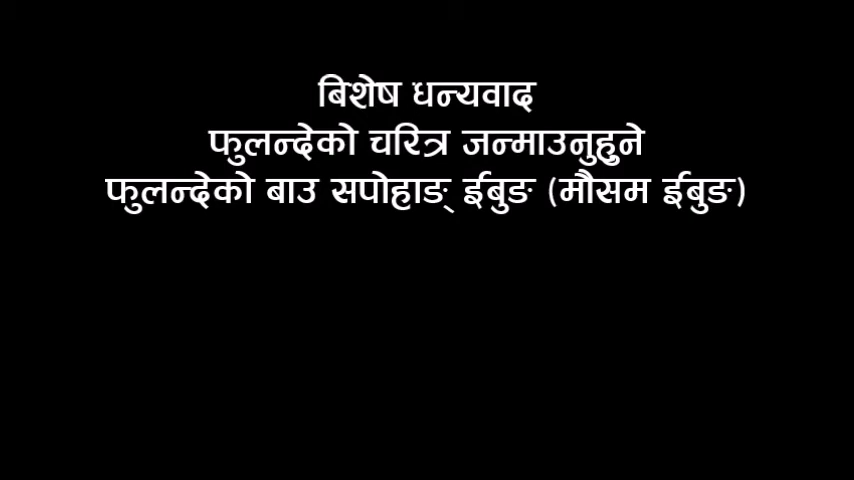 बिशेष धन्यवाद
फुलन्देको चरित्र जन्माउनुहुने
फुलन्देको बाउ सपोहाङ् ईबुङ (मौसम ईबुङ)